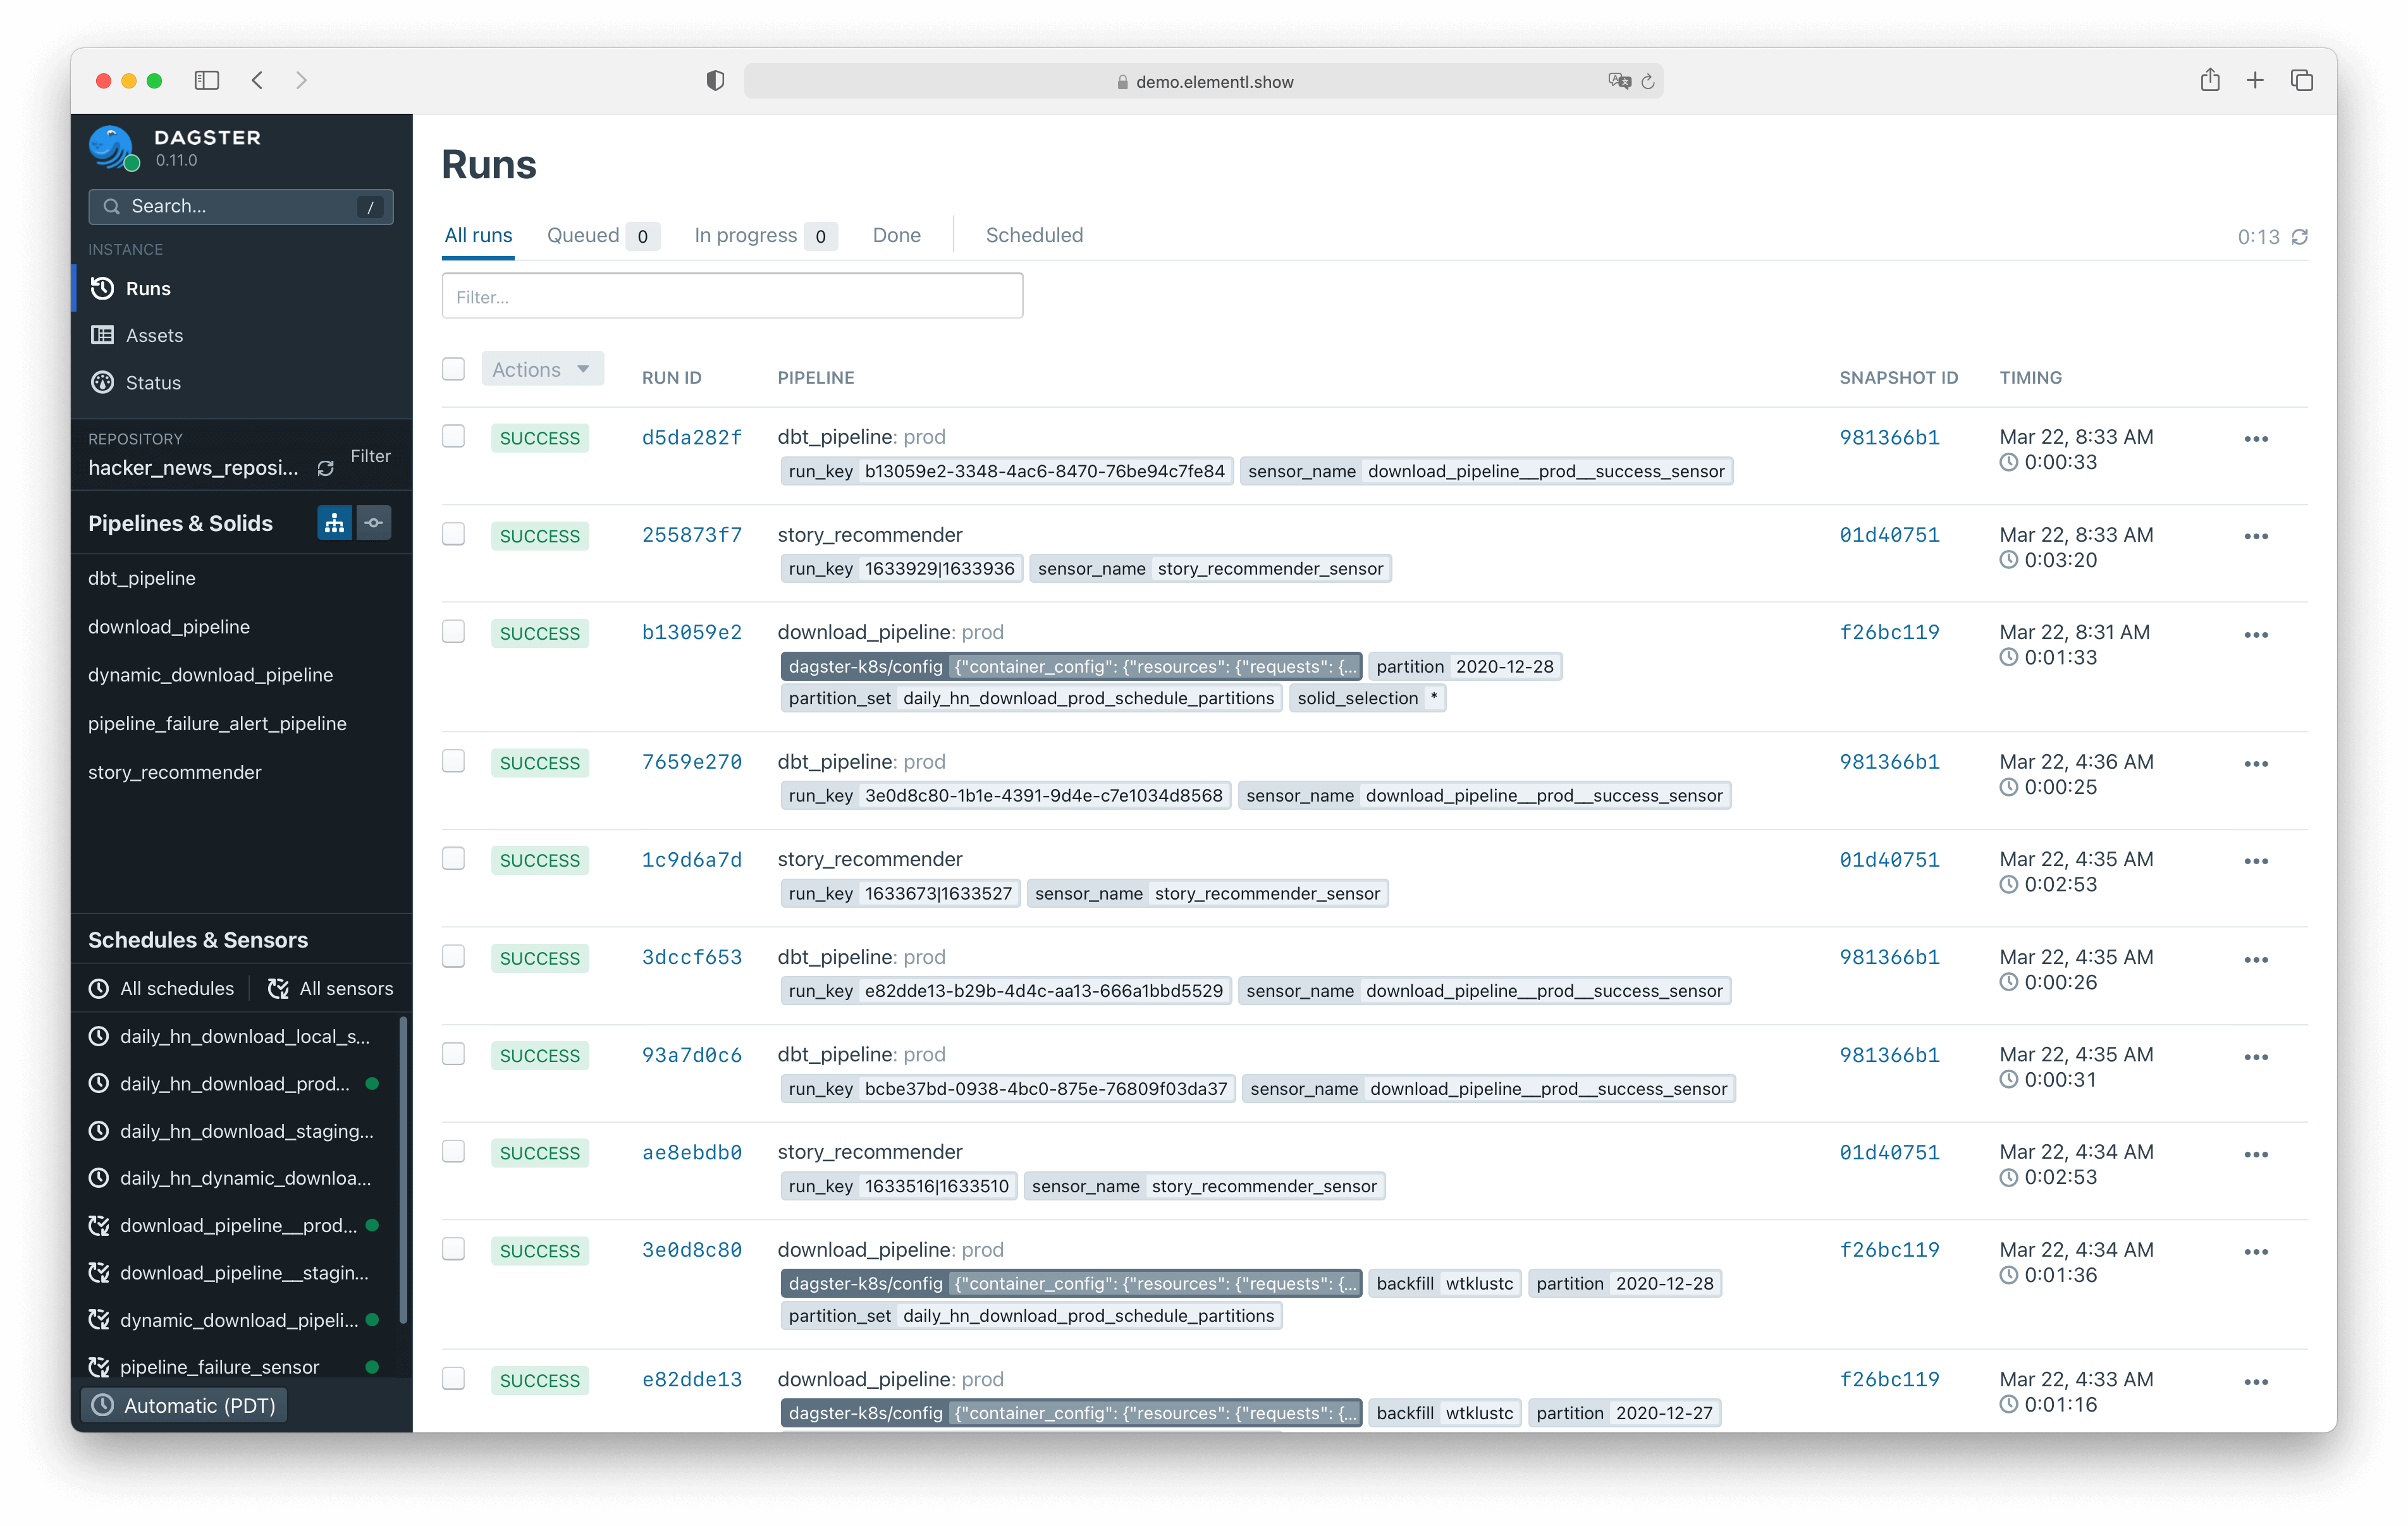 demo.elementl.show
DAGSTER
0.11.0
Search...
/
INSTANCE
Runs
Assets
Status
REPOSITORY
hacker_news_reposi...
Filter
Pipelines & Solids
dbt_pipeline
download_pipeline
dynamic_download_pipeline
pipeline_failure_alert_pipeline
story_recommender
Schedules & Sensors
All schedules
All sensors
daily_hn_download_local_s...
daily_hn_download_prod...
daily_hn_download_staging...
daily_hn_dynamic_downloa...
download_pipeline__prod...
download_pipeline__stagin...
dynamic_download_pipeli...
pipeline_failure_sensor
Automatic (PDT)
Runs
All runs Queued 0 In progress 0 Done Scheduled 0:13
Filter...
Actions RUN ID PIPELINE SNAPSHOT ID TIMING
SUCCESS d5da282f dbt_pipeline: prod 981366b1 Mar 22, 8:33 AM
run_key b13059e2-3348-4ac6-8470-76be94c7fe84 sensor_name download_pipeline__prod__success_sensor 0:00:33
SUCCESS 255873f7 story_recommender 01d40751 Mar 22, 8:33 AM
run_key 1633929|1633936 sensor_name story_recommender_sensor 0:03:20
SUCCESS b13059e2 download_pipeline: prod f26bc119 Mar 22, 8:31 AM
dagster-k8s/config {"container_config": {"resources": {"requests": {... partition 2020-12-28 0:01:33
partition_set daily_hn_download_prod_schedule_partitions solid_selection *
SUCCESS 7659e270 dbt_pipeline: prod 981366b1 Mar 22, 4:36 AM
run_key 3e0d8c80-1b1e-4391-9d4e-c7e1034d8568 sensor_name download_pipeline__prod__success_sensor 0:00:25
SUCCESS 1c9d6a7d story_recommender 01d40751 Mar 22, 4:35 AM
run_key 1633673|1633527 sensor_name story_recommender_sensor 0:02:53
SUCCESS 3dccf653 dbt_pipeline: prod 981366b1 Mar 22, 4:35 AM
run_key e82dde13-b29b-4d4c-aa13-666a1bbd5529 sensor_name download_pipeline__prod__success_sensor 0:00:26
SUCCESS 93a7d0c6 dbt_pipeline: prod 981366b1 Mar 22, 4:35 AM
run_key bcbe37bd-0938-4bc0-875e-76809f03da37 sensor_name download_pipeline__prod__success_sensor 0:00:31
SUCCESS ae8ebdb0 story_recommender 01d40751 Mar 22, 4:34 AM
run_key 1633516|1633510 sensor_name story_recommender_sensor 0:02:53
SUCCESS 3e0d8c80 download_pipeline: prod f26bc119 Mar 22, 4:34 AM
dagster-k8s/config {"container_config": {"resources": {"requests": {... backfill wtklustc partition 2020-12-28 0:01:36
partition_set daily_hn_download_prod_schedule_partitions
SUCCESS e82dde13 download_pipeline: prod f26bc119 Mar 22, 4:33 AM
dagster-k8s/config {"container_config": {"resources": {"requests": {... backfill wtklustc partition 2020-12-27 0:01:16